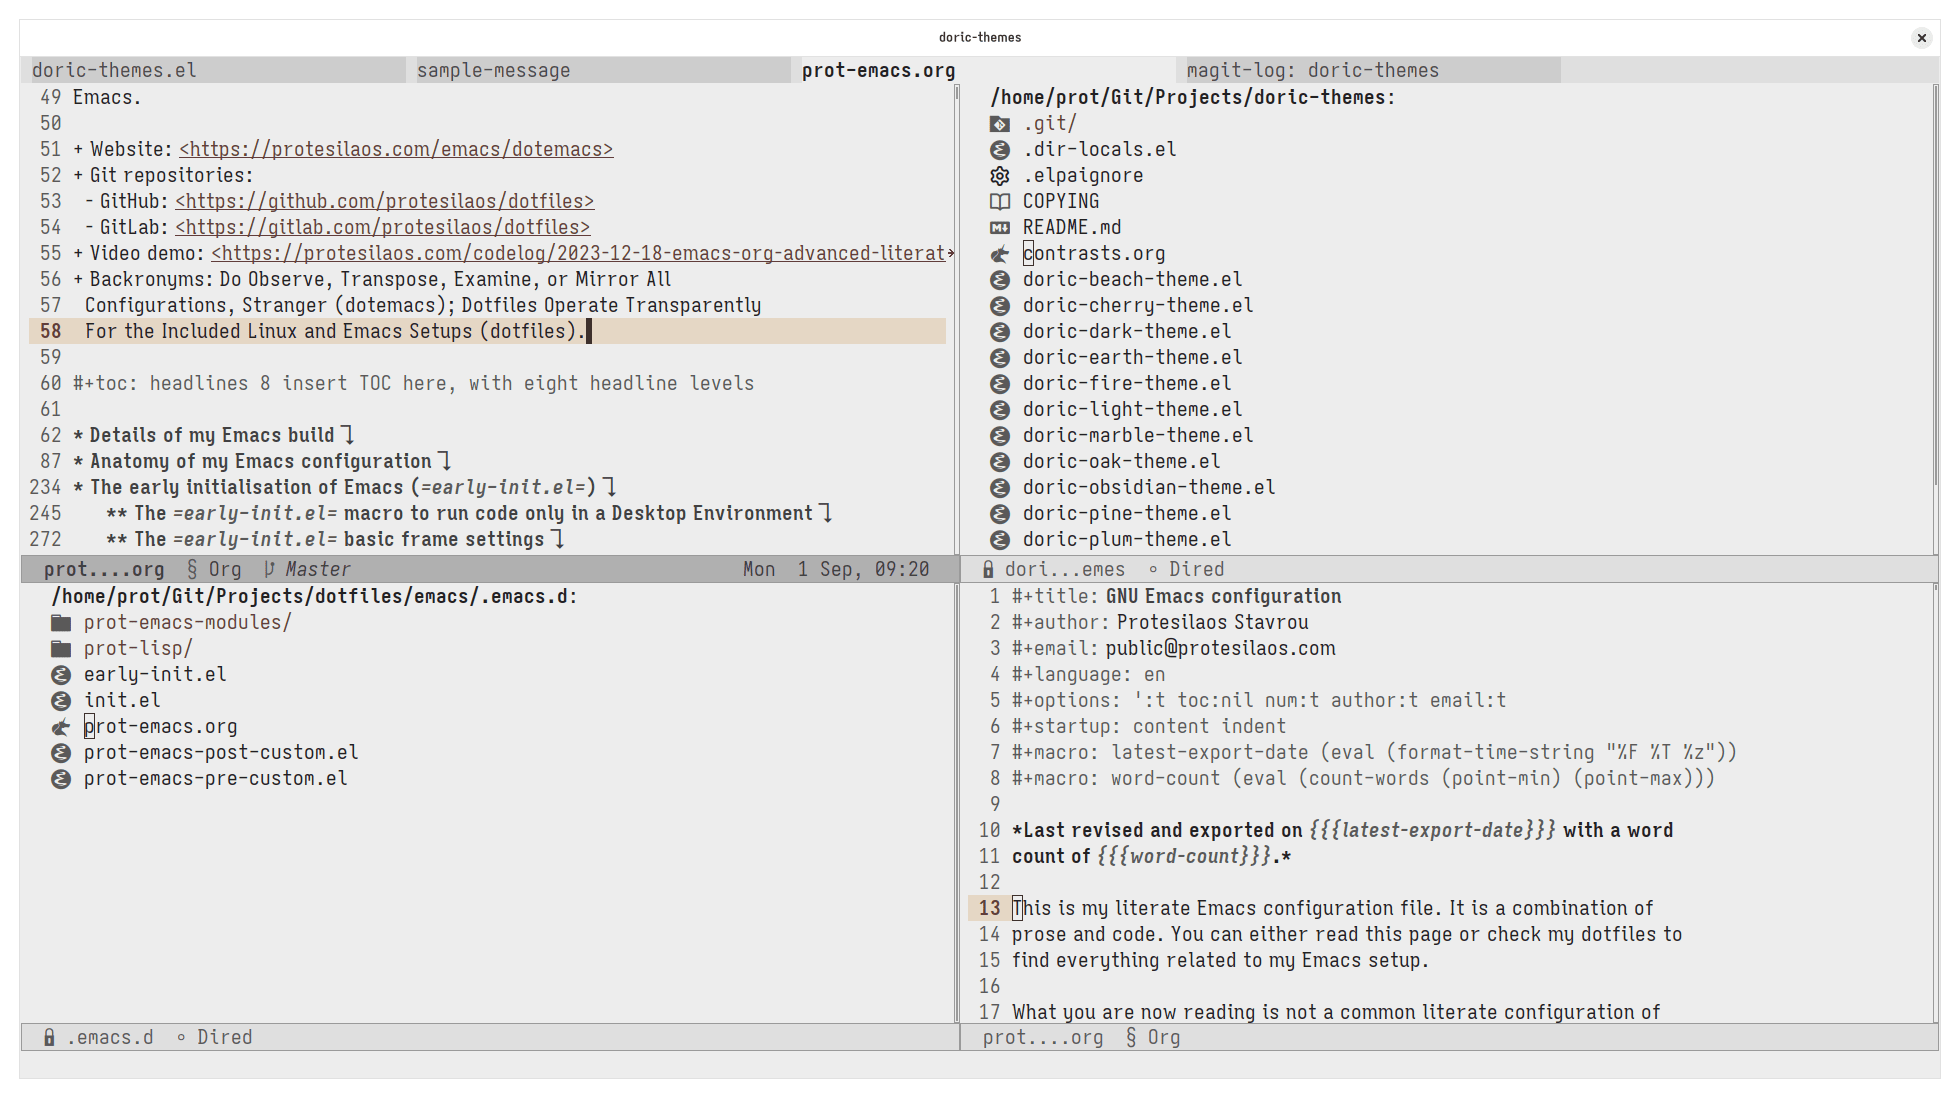 doric-themes
doric-themes.el
sample-message
prot-emacs.org
magit-log: doric-themes
49 Emacs.
50
51 + Website: <https://protesilaos.com/emacs/dotemacs>
52 + Git repositories:
53 - GitHub: <https://github.com/protesilaos/dotfiles>
54 - GitLab: <https://gitlab.com/protesilaos/dotfiles>
55 + Video demo: <https://protesilaos.com/codelog/2023-12-18-emacs-org-advanced-literat
56 + Backronyms: Do Observe, Transpose, Examine, or Mirror All
57 Configurations, Stranger (dotemacs); Dotfiles Operate Transparently
58 For the Included Linux and Emacs Setups (dotfiles).
59
60 #+toc: headlines 8 insert TOC here, with eight headline levels
61
62 * Details of my Emacs build ⤵
87 * Anatomy of my Emacs configuration ⤵
234 * The early initialisation of Emacs (=early-init.el=) ⤵
245 ** The =early-init.el= macro to run code only in a Desktop Environment ⤵
272 ** The =early-init.el= basic frame settings ⤵
prot....org § Org Master Mon 1 Sep, 09:20
/home/prot/Git/Projects/doric-themes:
.git/
.dir-locals.el
.elpaignore
COPYING
README.md
contrasts.org
doric-beach-theme.el
doric-cherry-theme.el
doric-dark-theme.el
doric-earth-theme.el
doric-fire-theme.el
doric-light-theme.el
doric-marble-theme.el
doric-oak-theme.el
doric-obsidian-theme.el
doric-pine-theme.el
doric-plum-theme.el
dori...emes ∘ Dired
/home/prot/Git/Projects/dotfiles/emacs/.emacs.d:
prot-emacs-modules/
prot-lisp/
early-init.el
init.el
prot-emacs.org
prot-emacs-post-custom.el
prot-emacs-pre-custom.el
.emacs.d ∘ Dired
1 #+title: GNU Emacs configuration
2 #+author: Protesilaos Stavrou
3 #+email: public@protesilaos.com
4 #+language: en
5 #+options: ':t toc:nil num:t author:t email:t
6 #+startup: content indent
7 #+macro: latest-export-date (eval (format-time-string "%F %T %z"))
8 #+macro: word-count (eval (count-words (point-min) (point-max)))
9
10 *Last revised and exported on {{{latest-export-date}}} with a word
11 count of {{{word-count}}}.*
12
13 This is my literate Emacs configuration file. It is a combination of
14 prose and code. You can either read this page or check my dotfiles to
15 find everything related to my Emacs setup.
16
17 What you are now reading is not a common literate configuration of
prot....org § Org